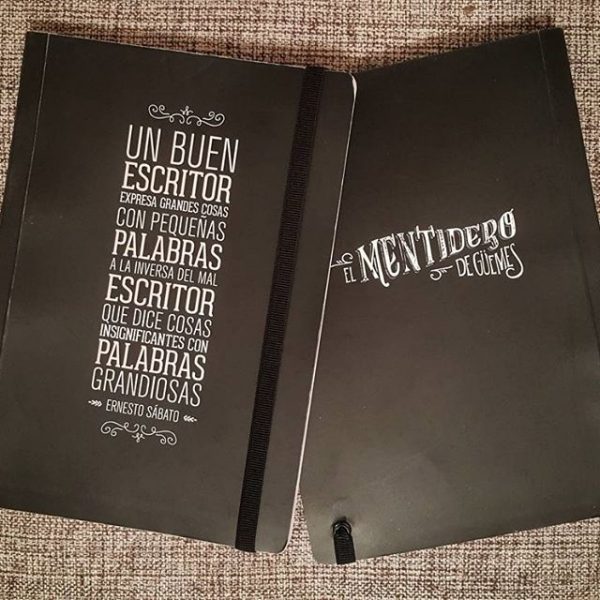 UN BUEN
ESCRITOR
EXPRESA GRANDES COSAS
CON PEQUEÑAS
PALABRAS
A LA INVERSA DEL MAL
ESCRITOR
QUE DICE COSAS
INSIGNIFICANTES CON
PALABRAS
GRANDIOSAS
ERNESTO SÁBATO
EL MENTIDERO
DE GÜEMES